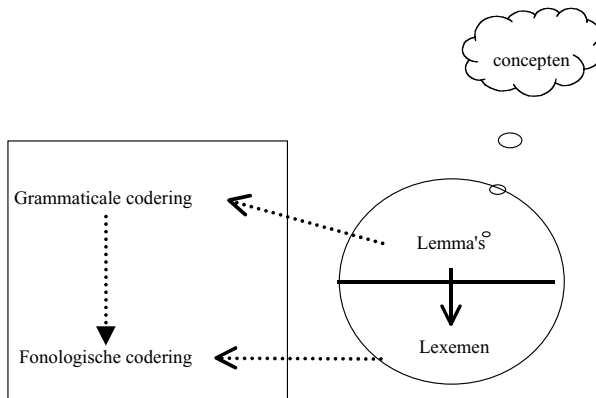 concepten
Grammaticale codering
Lemma's
Fonologische codering
Lexemen